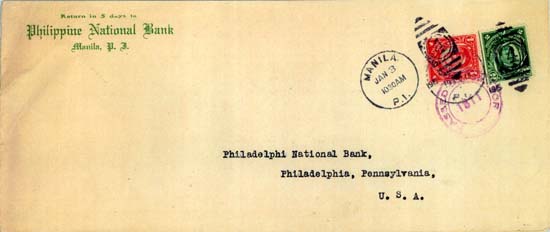 Return in 5 days to
Philippine National Bank
Manila, P. I.
MANILA.
JAN 3
10:30AM
P.I.
1811
Philadelphi National Bank,
Philadelphia, Pennsylvania,
U. S. A.